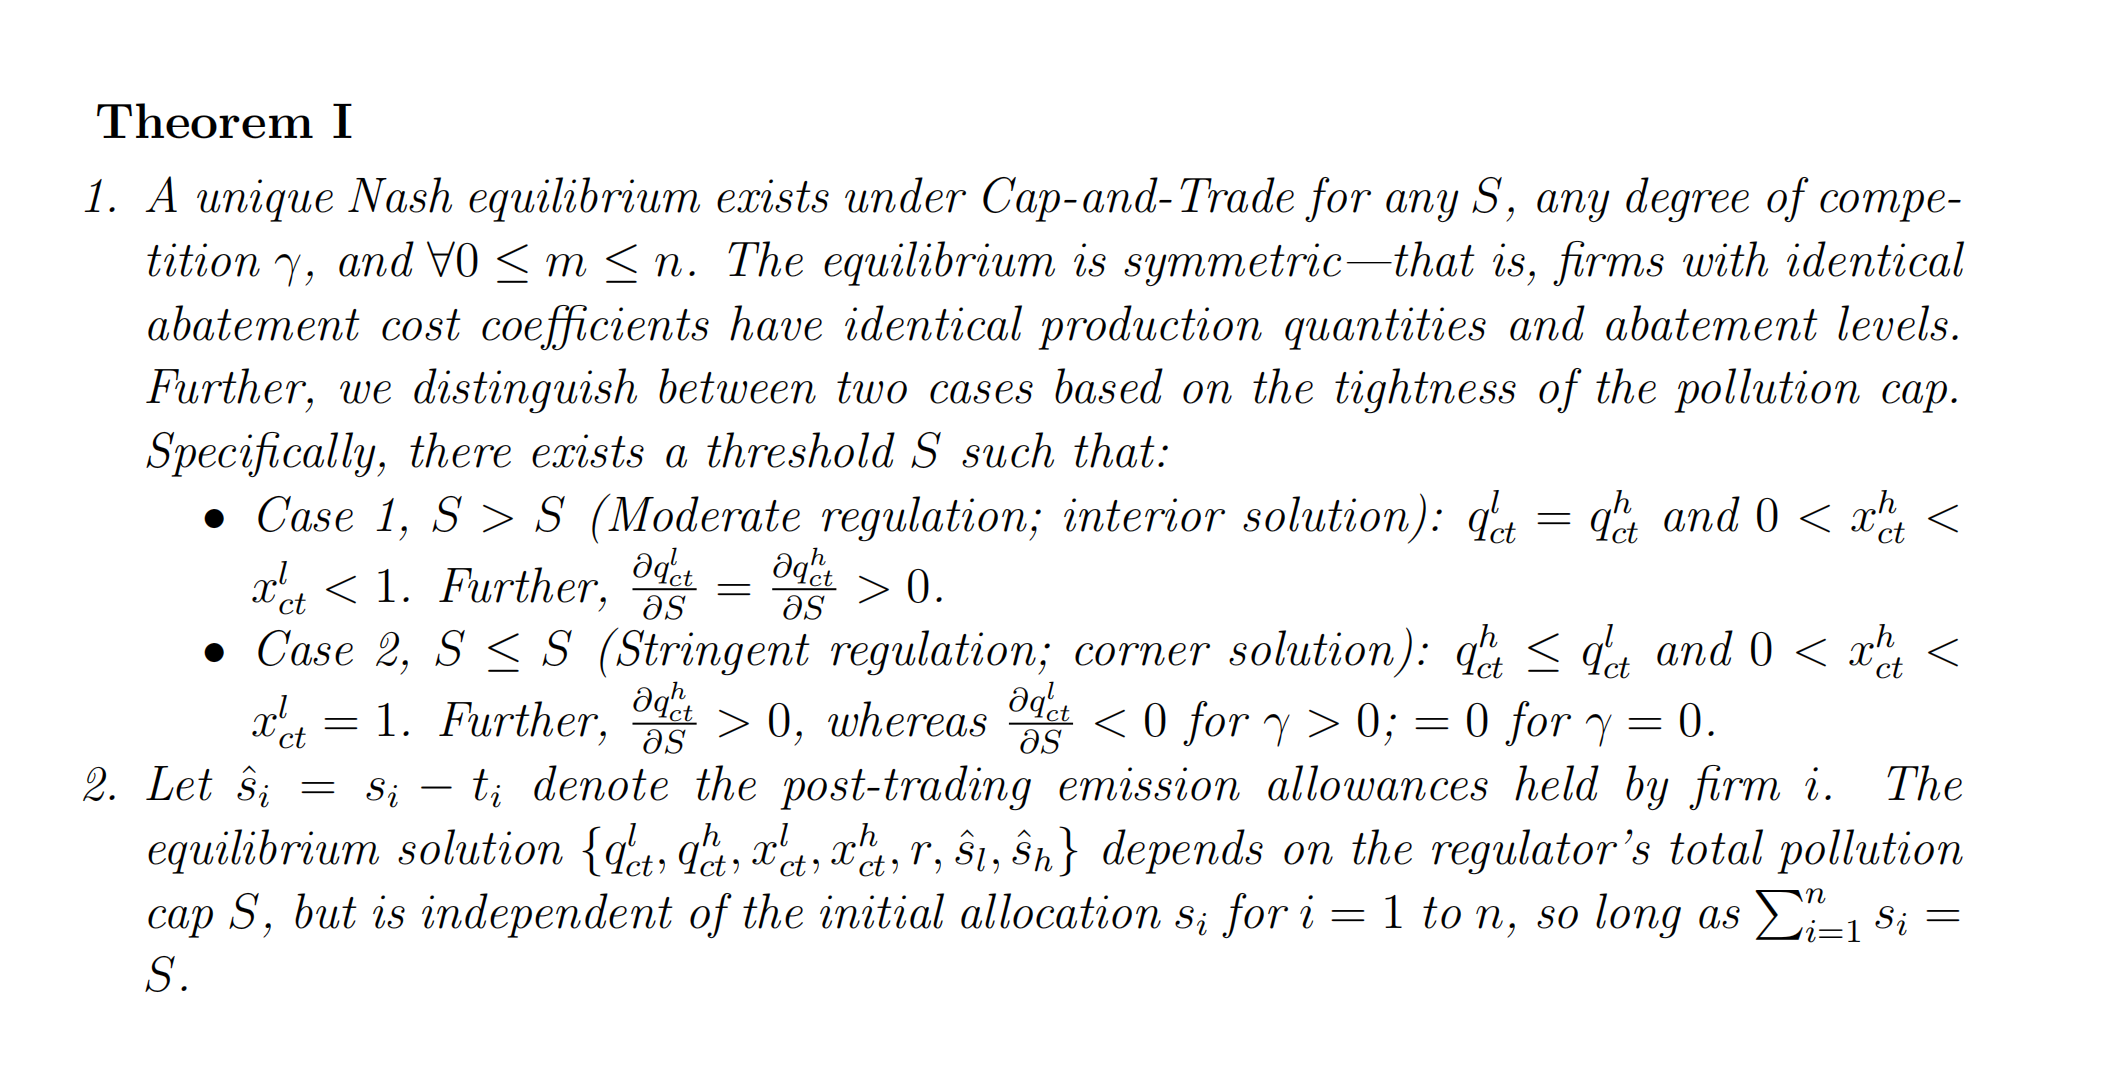 Theorem I
1. A unique Nash equilibrium exists under Cap-and-Trade for any S, any degree of compe-
tition γ, and ∀0 ≤ m ≤ n. The equilibrium is symmetric—that is, firms with identical
abatement cost coefficients have identical production quantities and abatement levels.
Further, we distinguish between two cases based on the tightness of the pollution cap.
Specifically, there exists a threshold S such that:
• Case 1, S > S (Moderate regulation; interior solution): $q^l_{ct} = q^h_{ct}$ and $0 < x^h_{ct} <$
$x^l_{ct} < 1$. Further, $\frac{\partial q^l_{ct}}{\partial S} = \frac{\partial q^h_{ct}}{\partial S} > 0$.
• Case 2, S ≤ S (Stringent regulation; corner solution): $q^h_{ct} \leq q^l_{ct}$ and $0 < x^h_{ct} <$
$x^l_{ct} = 1$. Further, $\frac{\partial q^h_{ct}}{\partial S} > 0$, whereas $\frac{\partial q^l_{ct}}{\partial S} < 0$ for γ > 0; = 0 for γ = 0.
2. Let $\hat{s}_i = s_i - t_i$ denote the post-trading emission allowances held by firm i. The
equilibrium solution $\{q^l_{ct}, q^h_{ct}, x^l_{ct}, x^h_{ct}, r, \hat{s}_l, \hat{s}_h\}$ depends on the regulator's total pollution
cap S, but is independent of the initial allocation $s_i$ for i = 1 to n, so long as $\sum_{i=1}^{n} s_i =$
S.